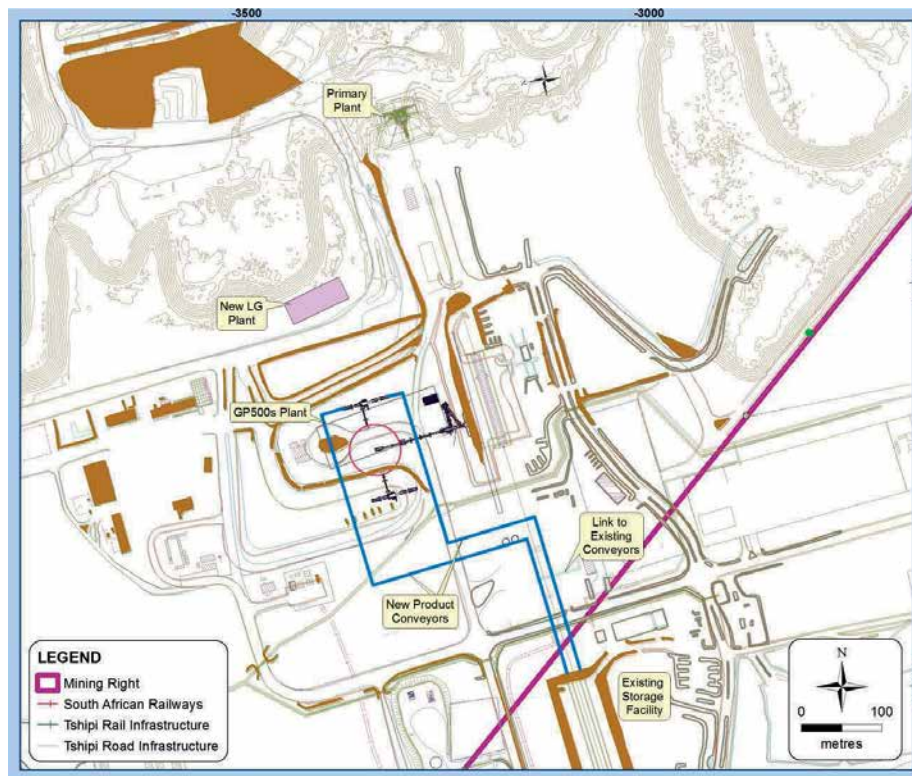 -3500
-3000
Primary
Plant
New LG
Plant
GP500s Plant
Link to
Existing
Conveyors
New Product
Conveyors
Existing
Storage
Facility
LEGEND
Mining Right
South African Railways
Tshipi Rail Infrastructure
Tshipi Road Infrastructure
N
0 100
metres